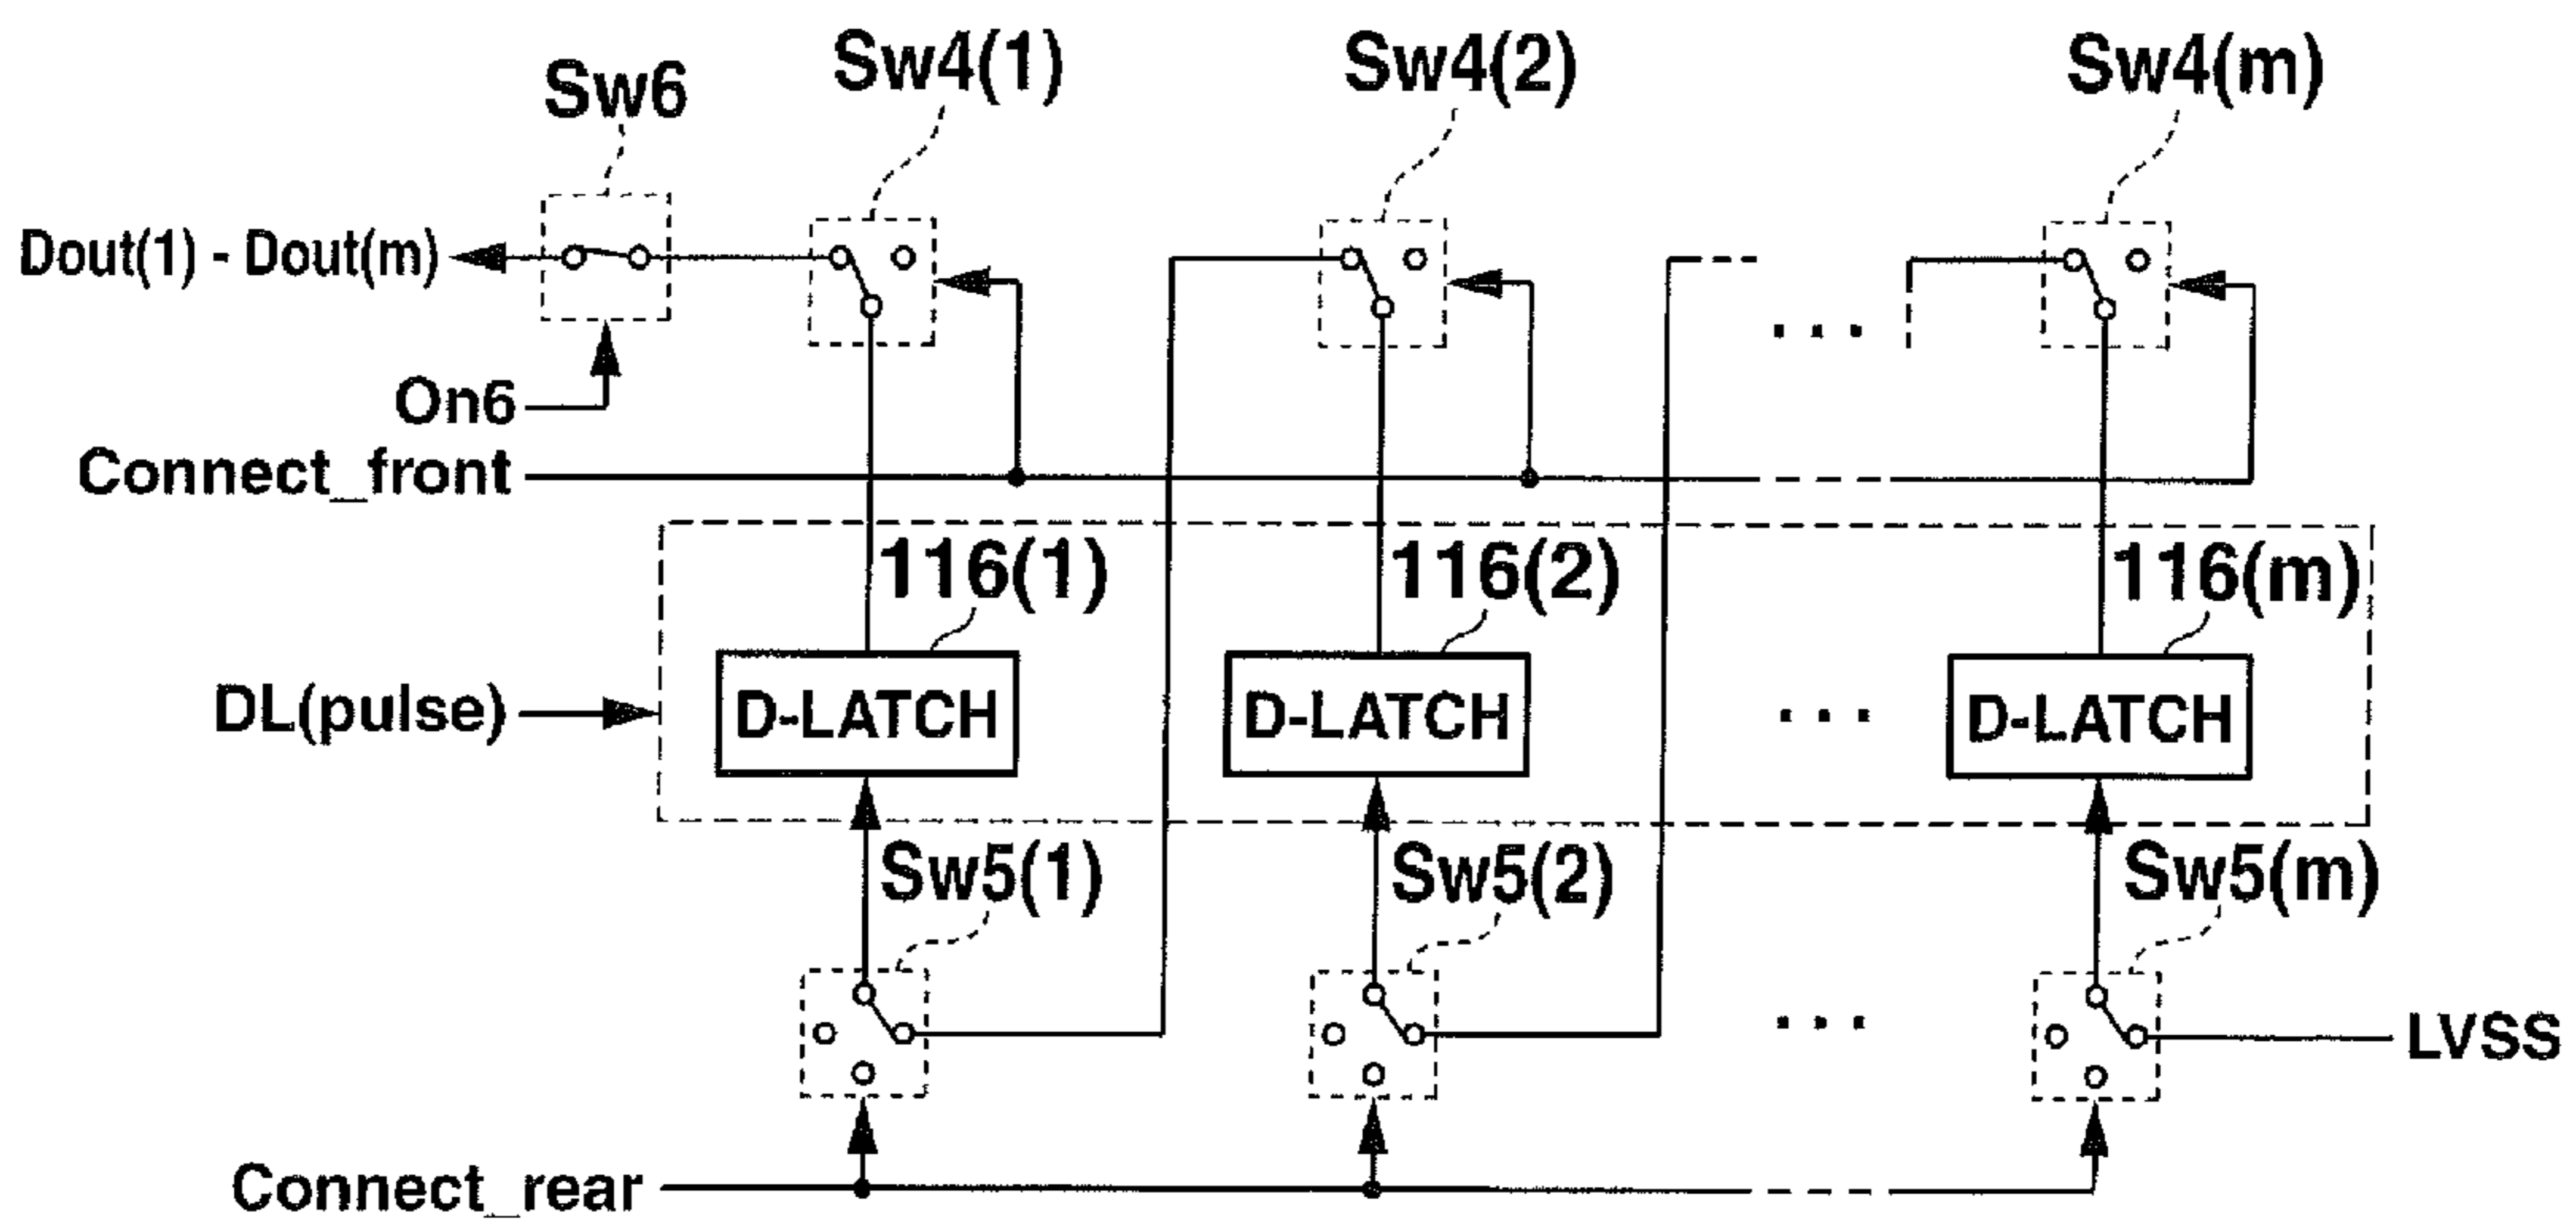 Sw6 Sw4(1) Sw4(2) Sw4(m)
Dout(1) - Dout(m)
. . .
On6
Connect_front
116(1) 116(2) 116(m)
DL(pulse) D-LATCH D-LATCH . . . D-LATCH
Sw5(1) Sw5(2) Sw5(m)
. . . LVSS
Connect_rear